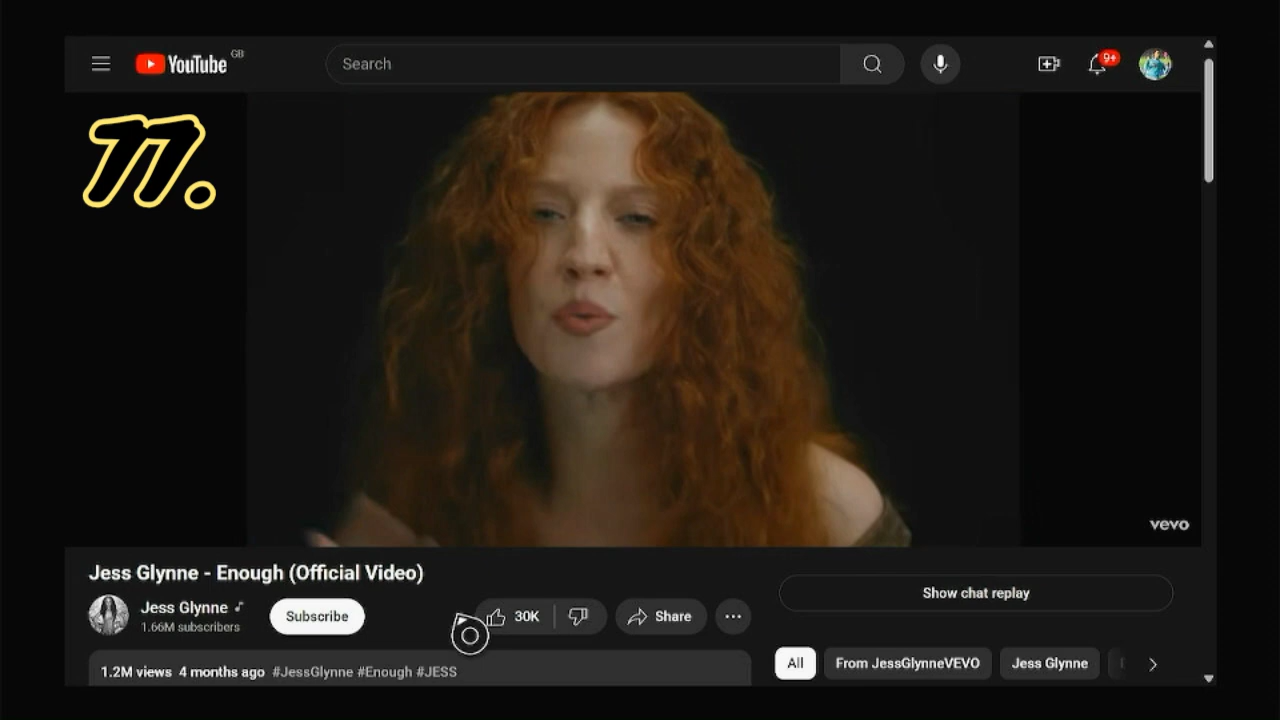 YouTube GB
Search
9+
77.
vevo
Jess Glynne - Enough (Official Video)
Jess Glynne
1.66M subscribers
Subscribe
30K
Share
Show chat replay
1.2M views 4 months ago #JessGlynne #Enough #JESS
All
From JessGlynneVEVO
Jess Glynne